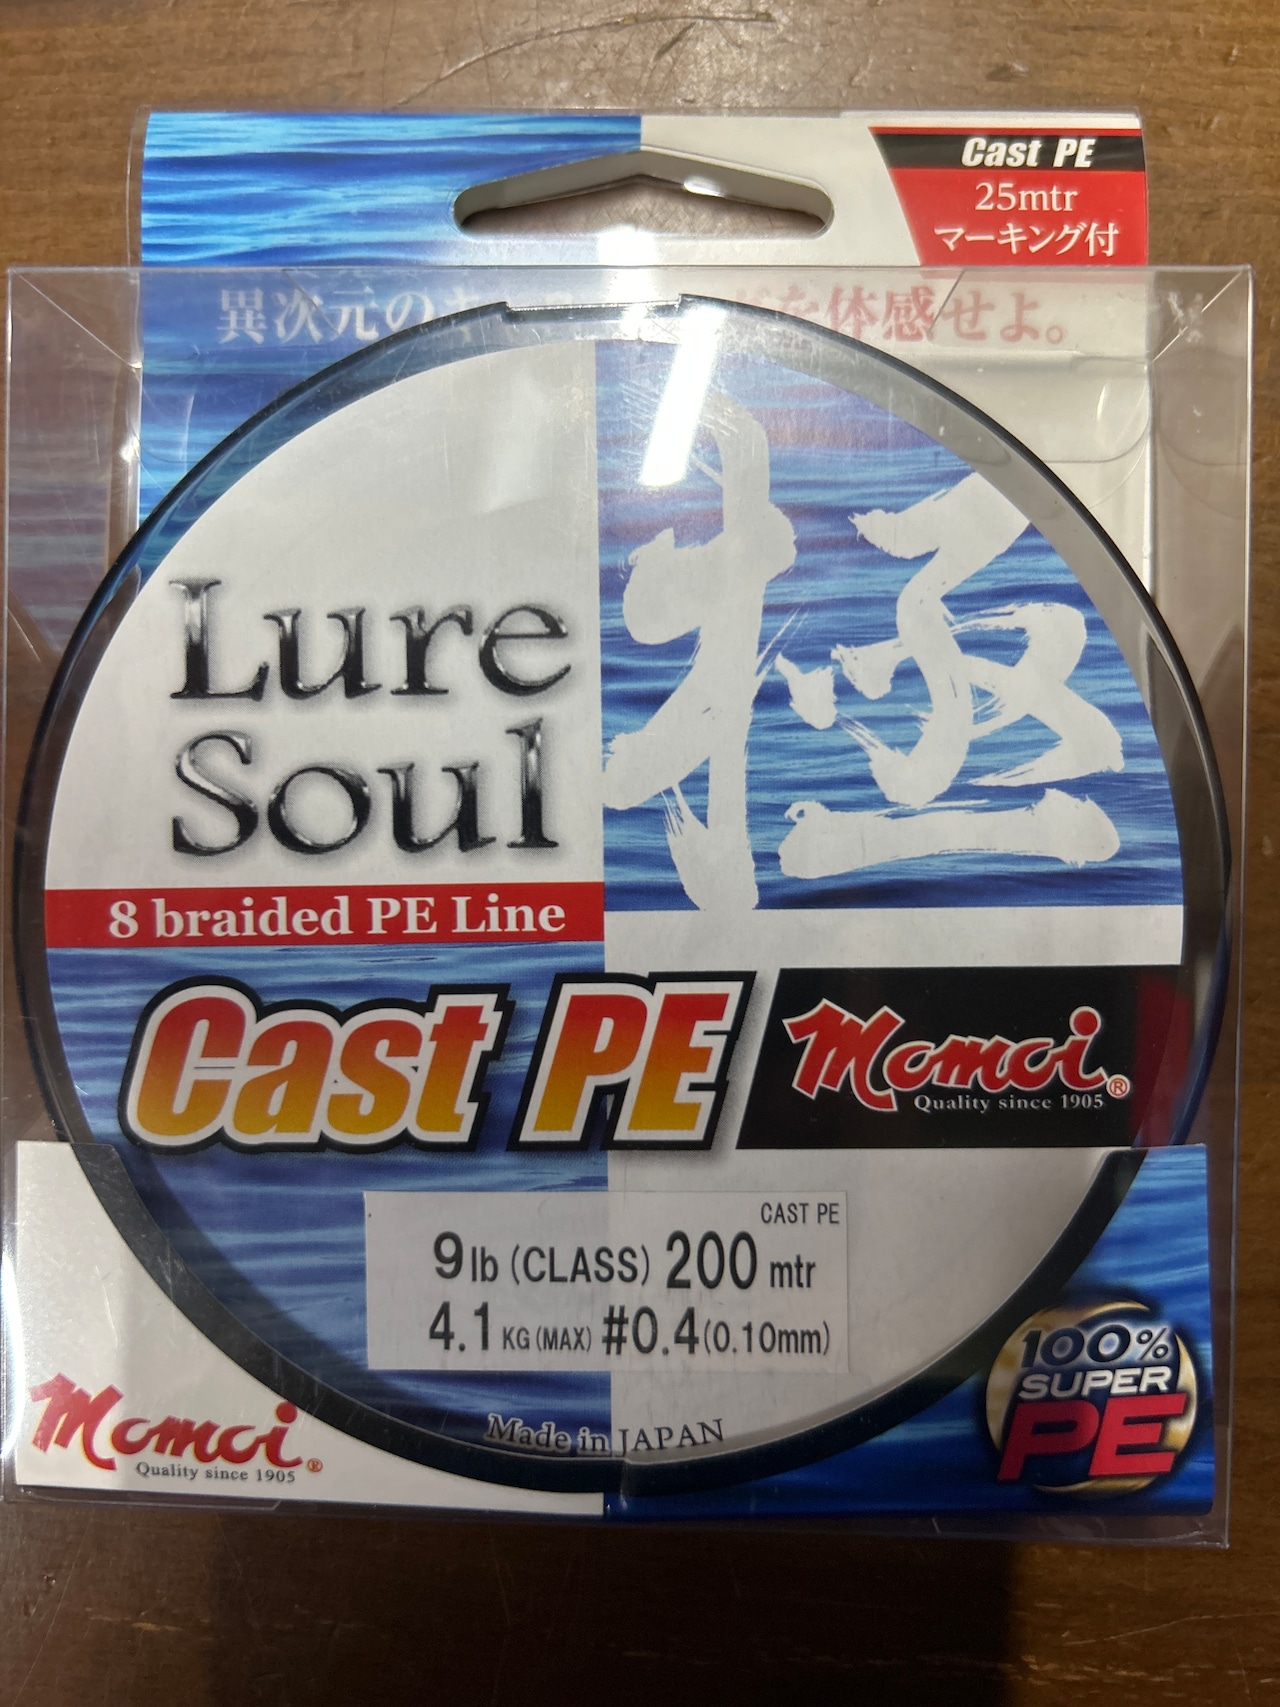 Cast PE
25mtr
マーキング付
異次元の を体感せよ。
極
Lure
Soul
8 braided PE Line
Cast PE
Momoi®
Quality since 1905
CAST PE
9 lb (CLASS) 200 mtr
4.1 KG (MAX) #0.4 (0.10mm)
Made in JAPAN
100%
SUPER
PE
Momoi®
Quality since 1905